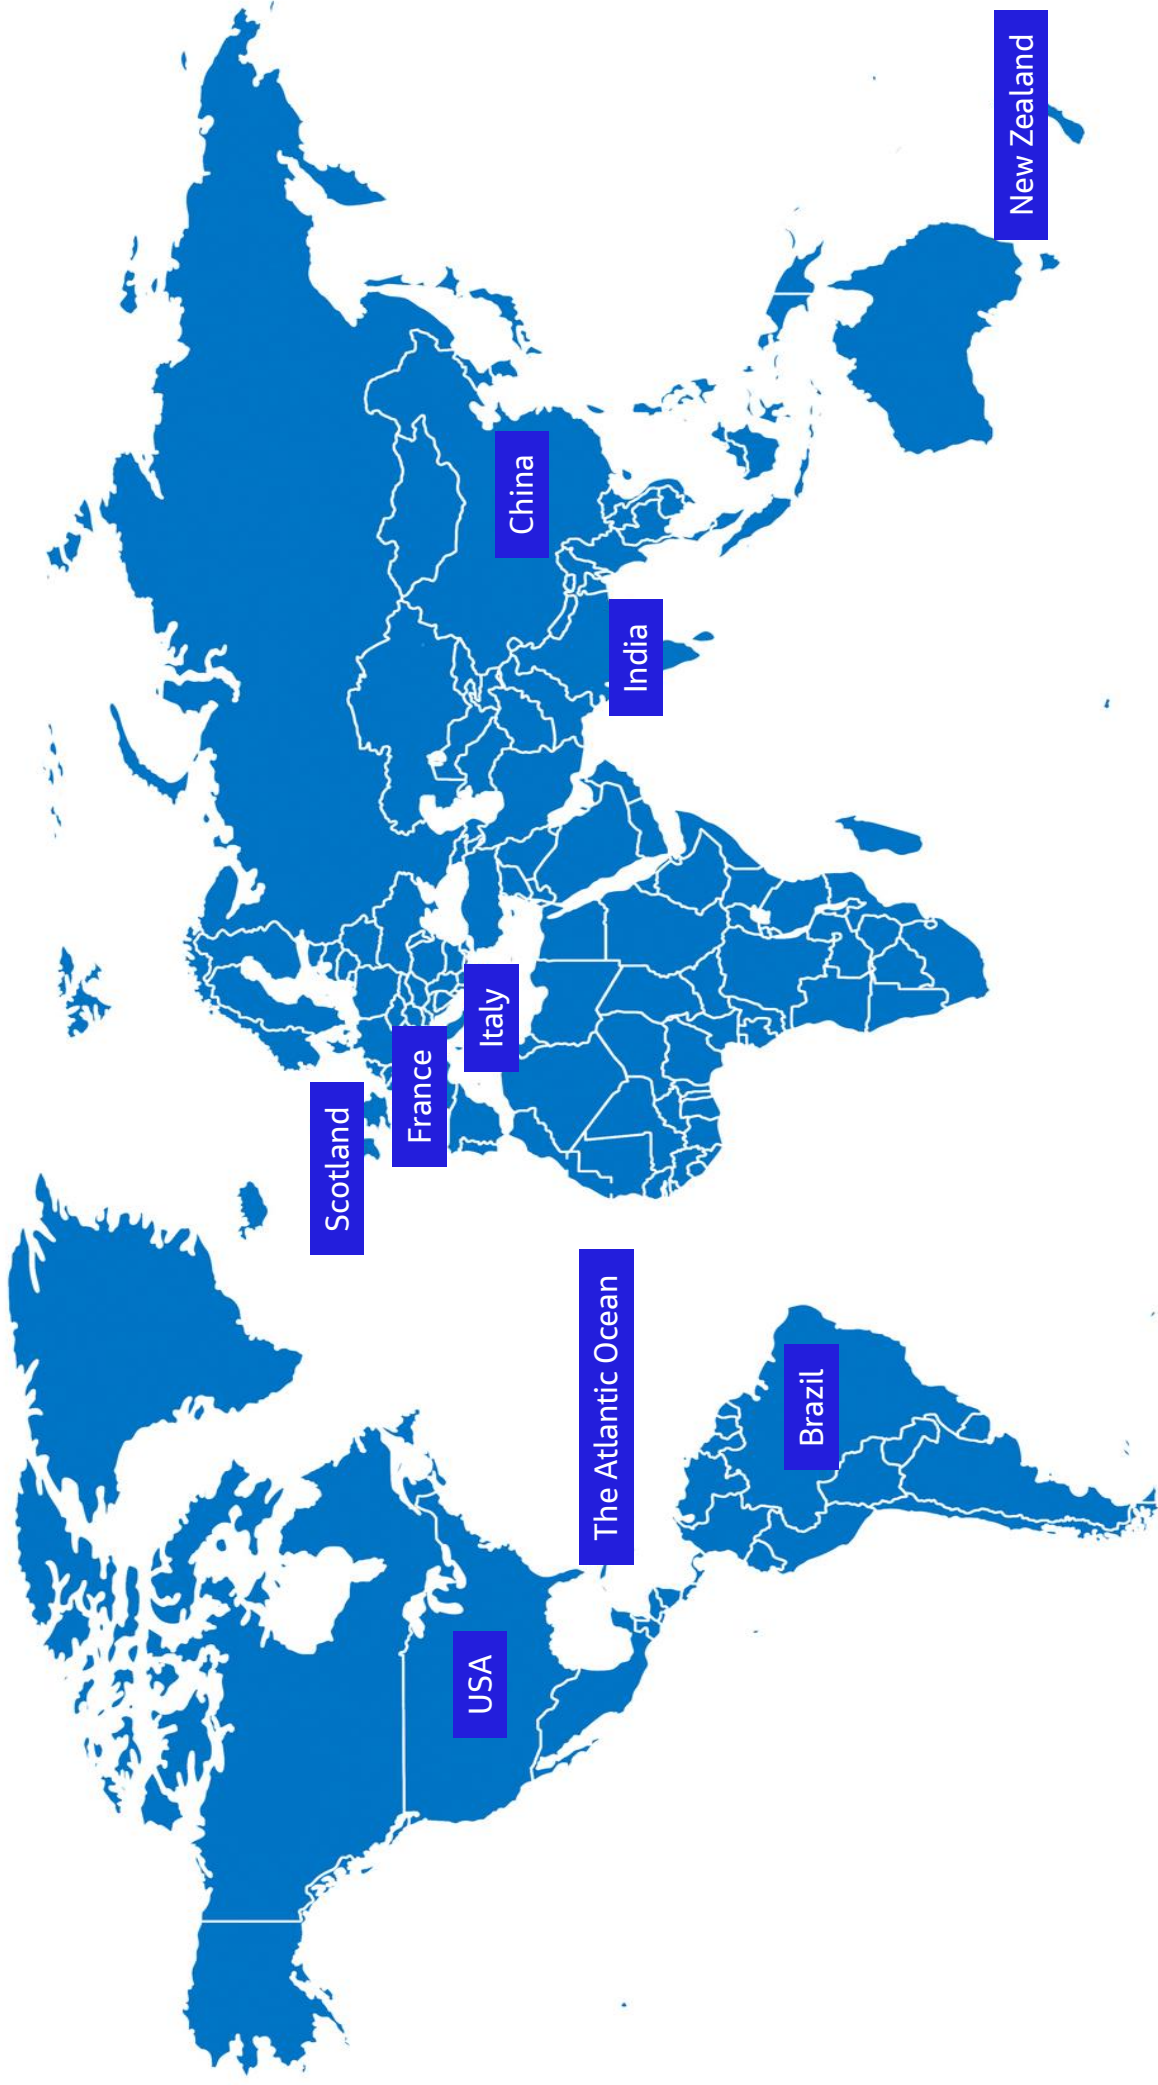 Scotland
France
Italy
USA
China
The Atlantic Ocean
India
Brazil
New Zealand